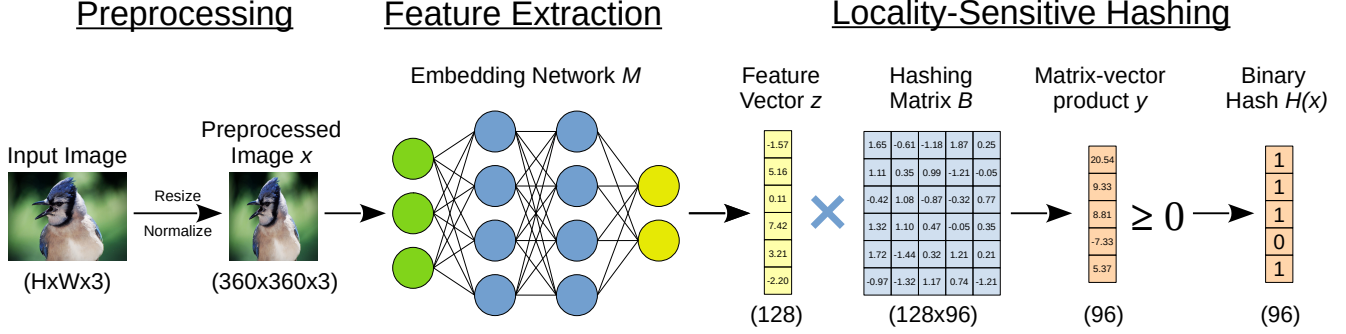 Preprocessing
Feature Extraction
Locality-Sensitive Hashing
Input Image
(HxWx3)
Resize
Normalize
Preprocessed
Image x
(360x360x3)
Embedding Network M
Feature
Vector z
-1.57
5.16
0.11
7.42
3.21
-2.20
(128)
Hashing
Matrix B
1.65 -0.61 -1.18 1.87 0.25
1.11 0.35 0.99 -1.21 -0.05
-0.42 1.08 -0.87 -0.32 0.77
1.32 1.10 0.47 -0.05 0.35
1.72 -1.44 0.32 1.21 0.21
-0.97 -1.32 1.17 0.74 -1.21
(128x96)
Matrix-vector
product y
20.54
9.33
8.81
-7.33
5.37
(96)
≥ 0
Binary
Hash H(x)
1
1
1
0
1
(96)